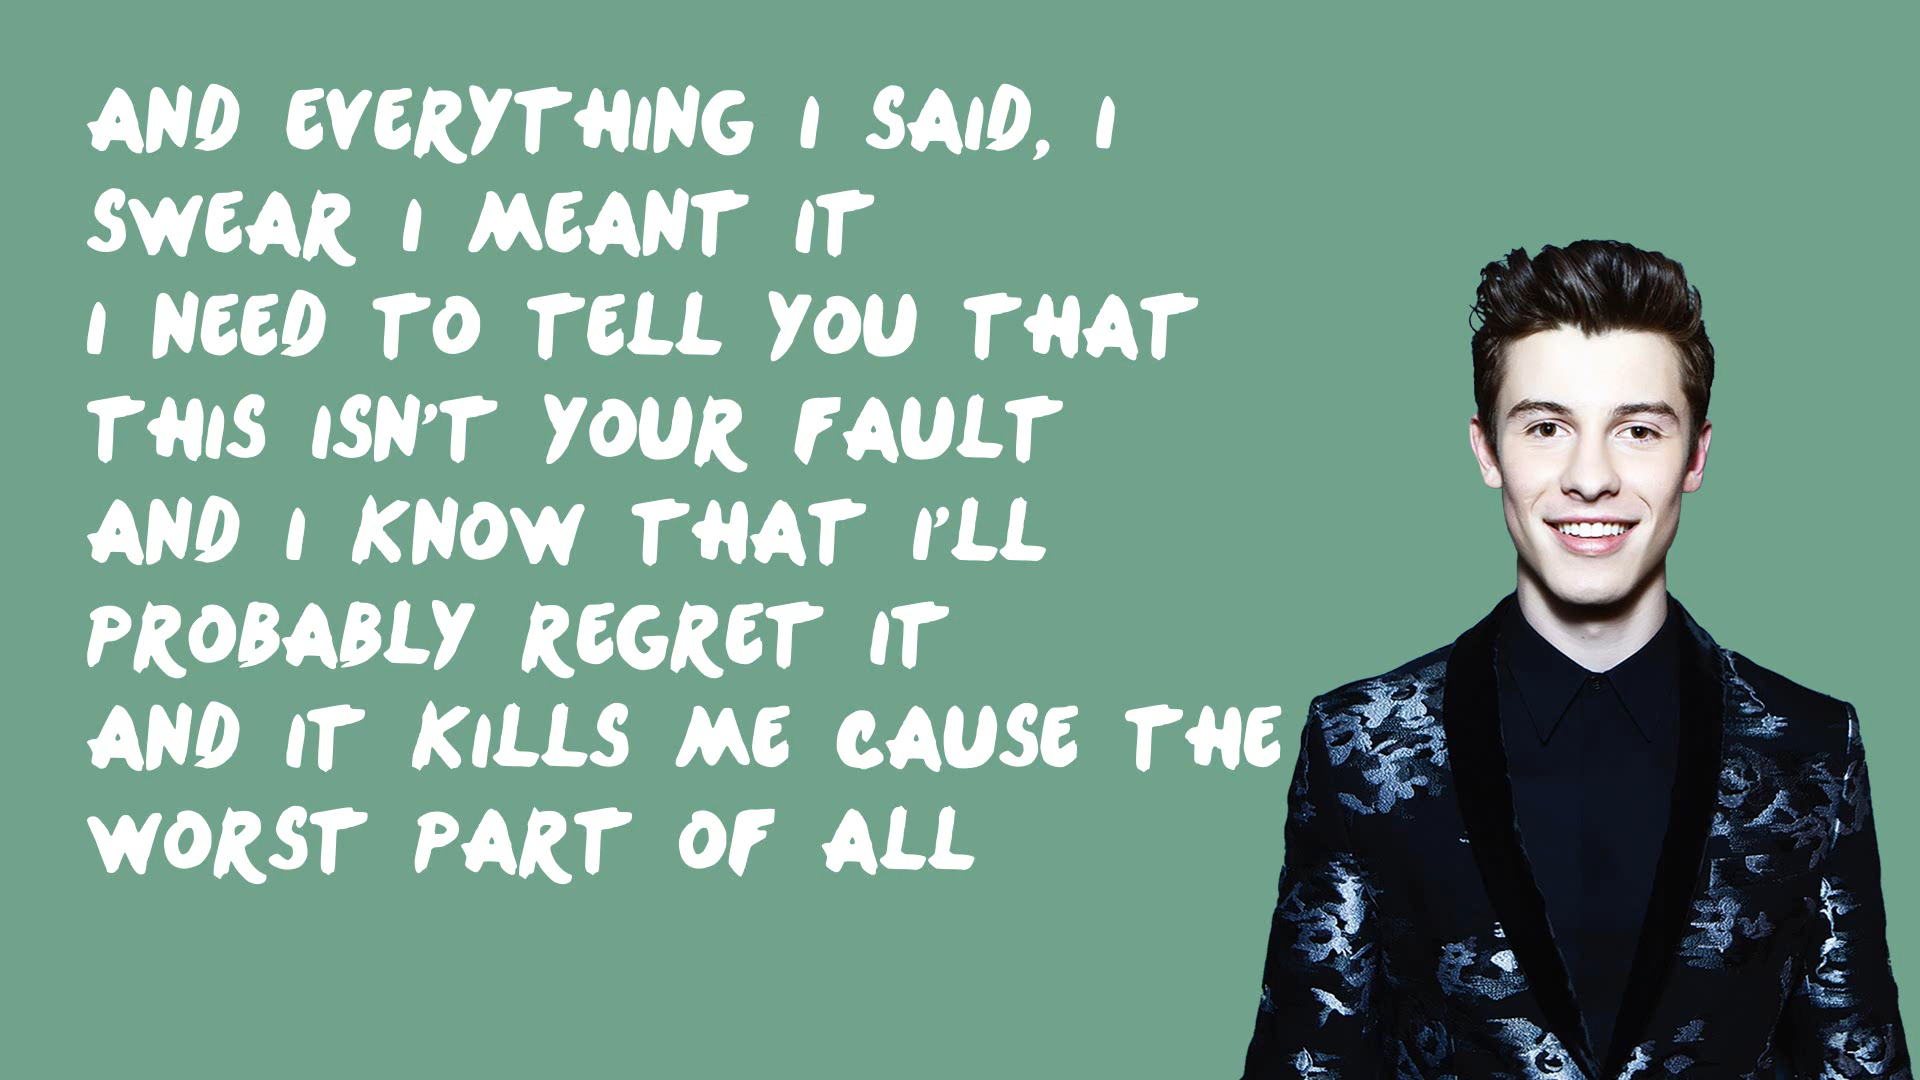 AND EVERYTHING I SAID, I
SWEAR I MEANT IT
I NEED TO TELL YOU THAT
THIS ISN'T YOUR FAULT
AND I KNOW THAT I'LL
PROBABLY REGRET IT
AND IT KILLS ME CAUSE THE
WORST PART OF ALL